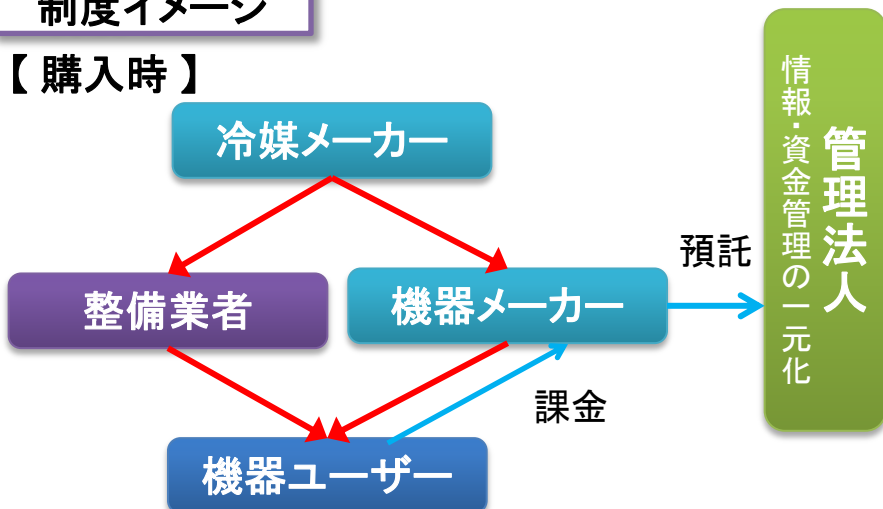 制度イメージ
【 購入時 】
冷媒メーカー
整備業者
機器メーカー
預託
課金
機器ユーザー
管理法人
情報・資金管理の一元化